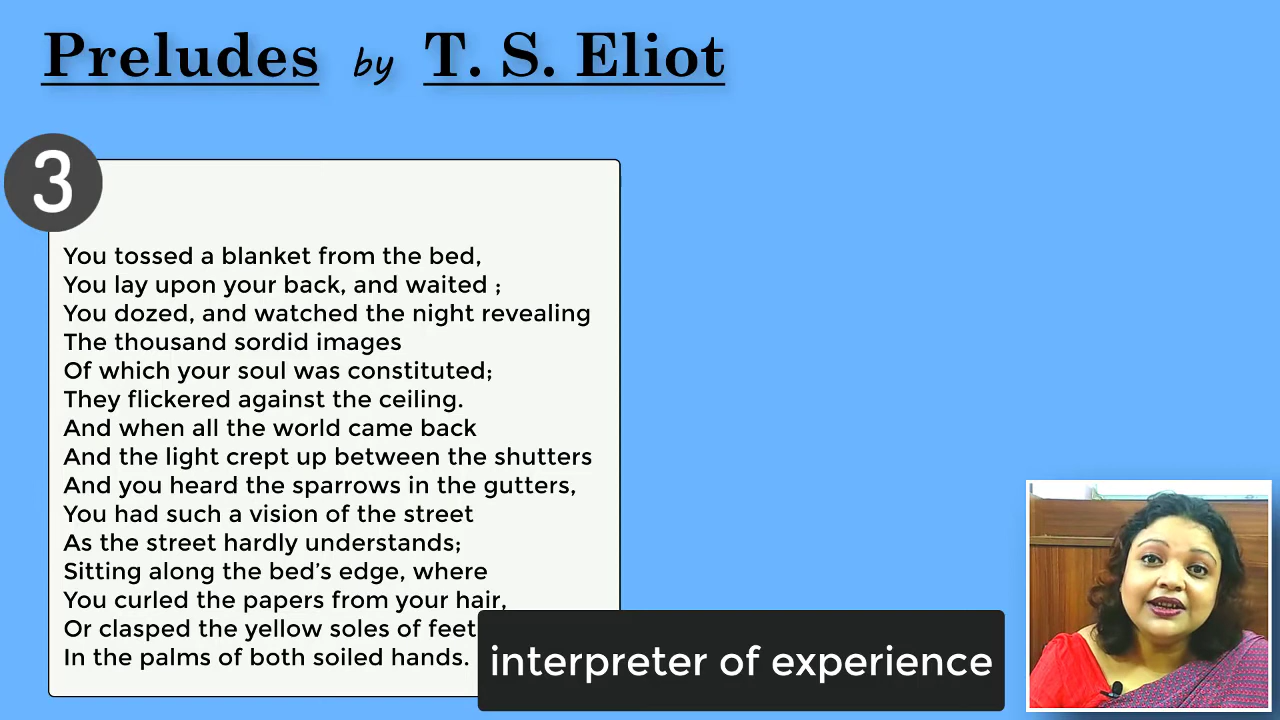 Preludes by T. S. Eliot
3
You tossed a blanket from the bed,
You lay upon your back, and waited ;
You dozed, and watched the night revealing
The thousand sordid images
Of which your soul was constituted;
They flickered against the ceiling.
And when all the world came back
And the light crept up between the shutters
And you heard the sparrows in the gutters,
You had such a vision of the street
As the street hardly understands;
Sitting along the bed's edge, where
You curled the papers from your hair,
Or clasped the yellow soles of feet
In the palms of both soiled hands.
interpreter of experience